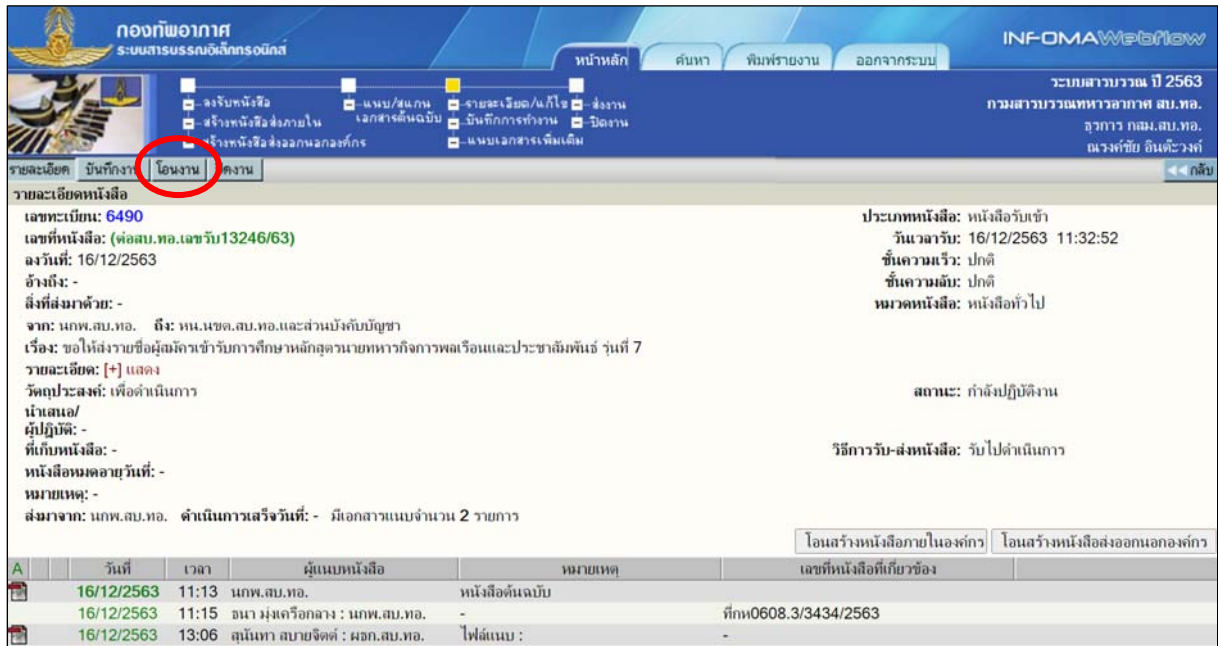 กองทัพอากาศ
ระบบสารบรรณอิเล็กทรอนิกส์
INFOMAWebflow
หน้าหลัก ค้นหา พิมพ์รายงาน ออกจากระบบ
ระบบสารบรรณ ปี 2563
ลงรับหนังสือ แนบ/สแกน รายละเอียด/แก้ไข ส่งงาน
กรมสารบรรณทหารอากาศ สบ.ทอ.
สร้างหนังสือส่งภายใน เอกสารต้นฉบับ บันทึกการทำงาน ปิดงาน
ธุรการ กสม.สบ.ทอ.
สร้างหนังสือส่งออกนอกองค์กร แนบเอกสารเพิ่มเติม
ณรงค์ชัย อินต๊ะวงค์
รายละเอียด บันทึกงาน โอนงาน ปิดงาน กลับ
รายละเอียดหนังสือ
เลขทะเบียน: 6490 ประเภทหนังสือ: หนังสือรับเข้า
เลขที่หนังสือ: (ต่อสบ.ทอ.เลขรับ13246/63) วันเวลารับ: 16/12/2563 11:32:52
ลงวันที่: 16/12/2563 ชั้นความเร็ว: ปกติ
อ้างถึง: - ชั้นความลับ: ปกติ
สิ่งที่ส่งมาด้วย: - หมวดหนังสือ: หนังสือทั่วไป
จาก: นกพ.สบ.ทอ. ถึง: หน.นขต.สบ.ทอ.และส่วนบังคับบัญชา
เรื่อง: ขอให้ส่งรายชื่อผู้สมัครเข้ารับการศึกษาหลักสูตรนายทหารกิจการพลเรือนและประชาสัมพันธ์ รุ่นที่ 7
รายละเอียด: [+] แสดง
วัตถุประสงค์: เพื่อดำเนินการ สถานะ: กำลังปฏิบัติงาน
นำเสนอ/
ผู้ปฏิบัติ: -
ที่เก็บหนังสือ: - วิธีการรับ-ส่งหนังสือ: รับไปดำเนินการ
หนังสือหมดอายุวันที่: -
หมายเหตุ: -
ส่งมาจาก: นกพ.สบ.ทอ. ดำเนินการเสร็จวันที่: - มีเอกสารแนบจำนวน 2 รายการ
โอนสร้างหนังสือภายในองค์กร โอนสร้างหนังสือส่งออกนอกองค์กร
A วันที่ เวลา ผู้แนบหนังสือ หมายเหตุ เลขที่หนังสือที่เกี่ยวข้อง
16/12/2563 11:13 นกพ.สบ.ทอ. หนังสือต้นฉบับ
16/12/2563 11:15 ธนา มุ่งเครือกลาง : นกพ.สบ.ทอ. - ที่กห0608.3/3434/2563
16/12/2563 13:06 สุนันทา สบายจิตต์ : ผธก.สบ.ทอ. ไฟล์แนบ : -